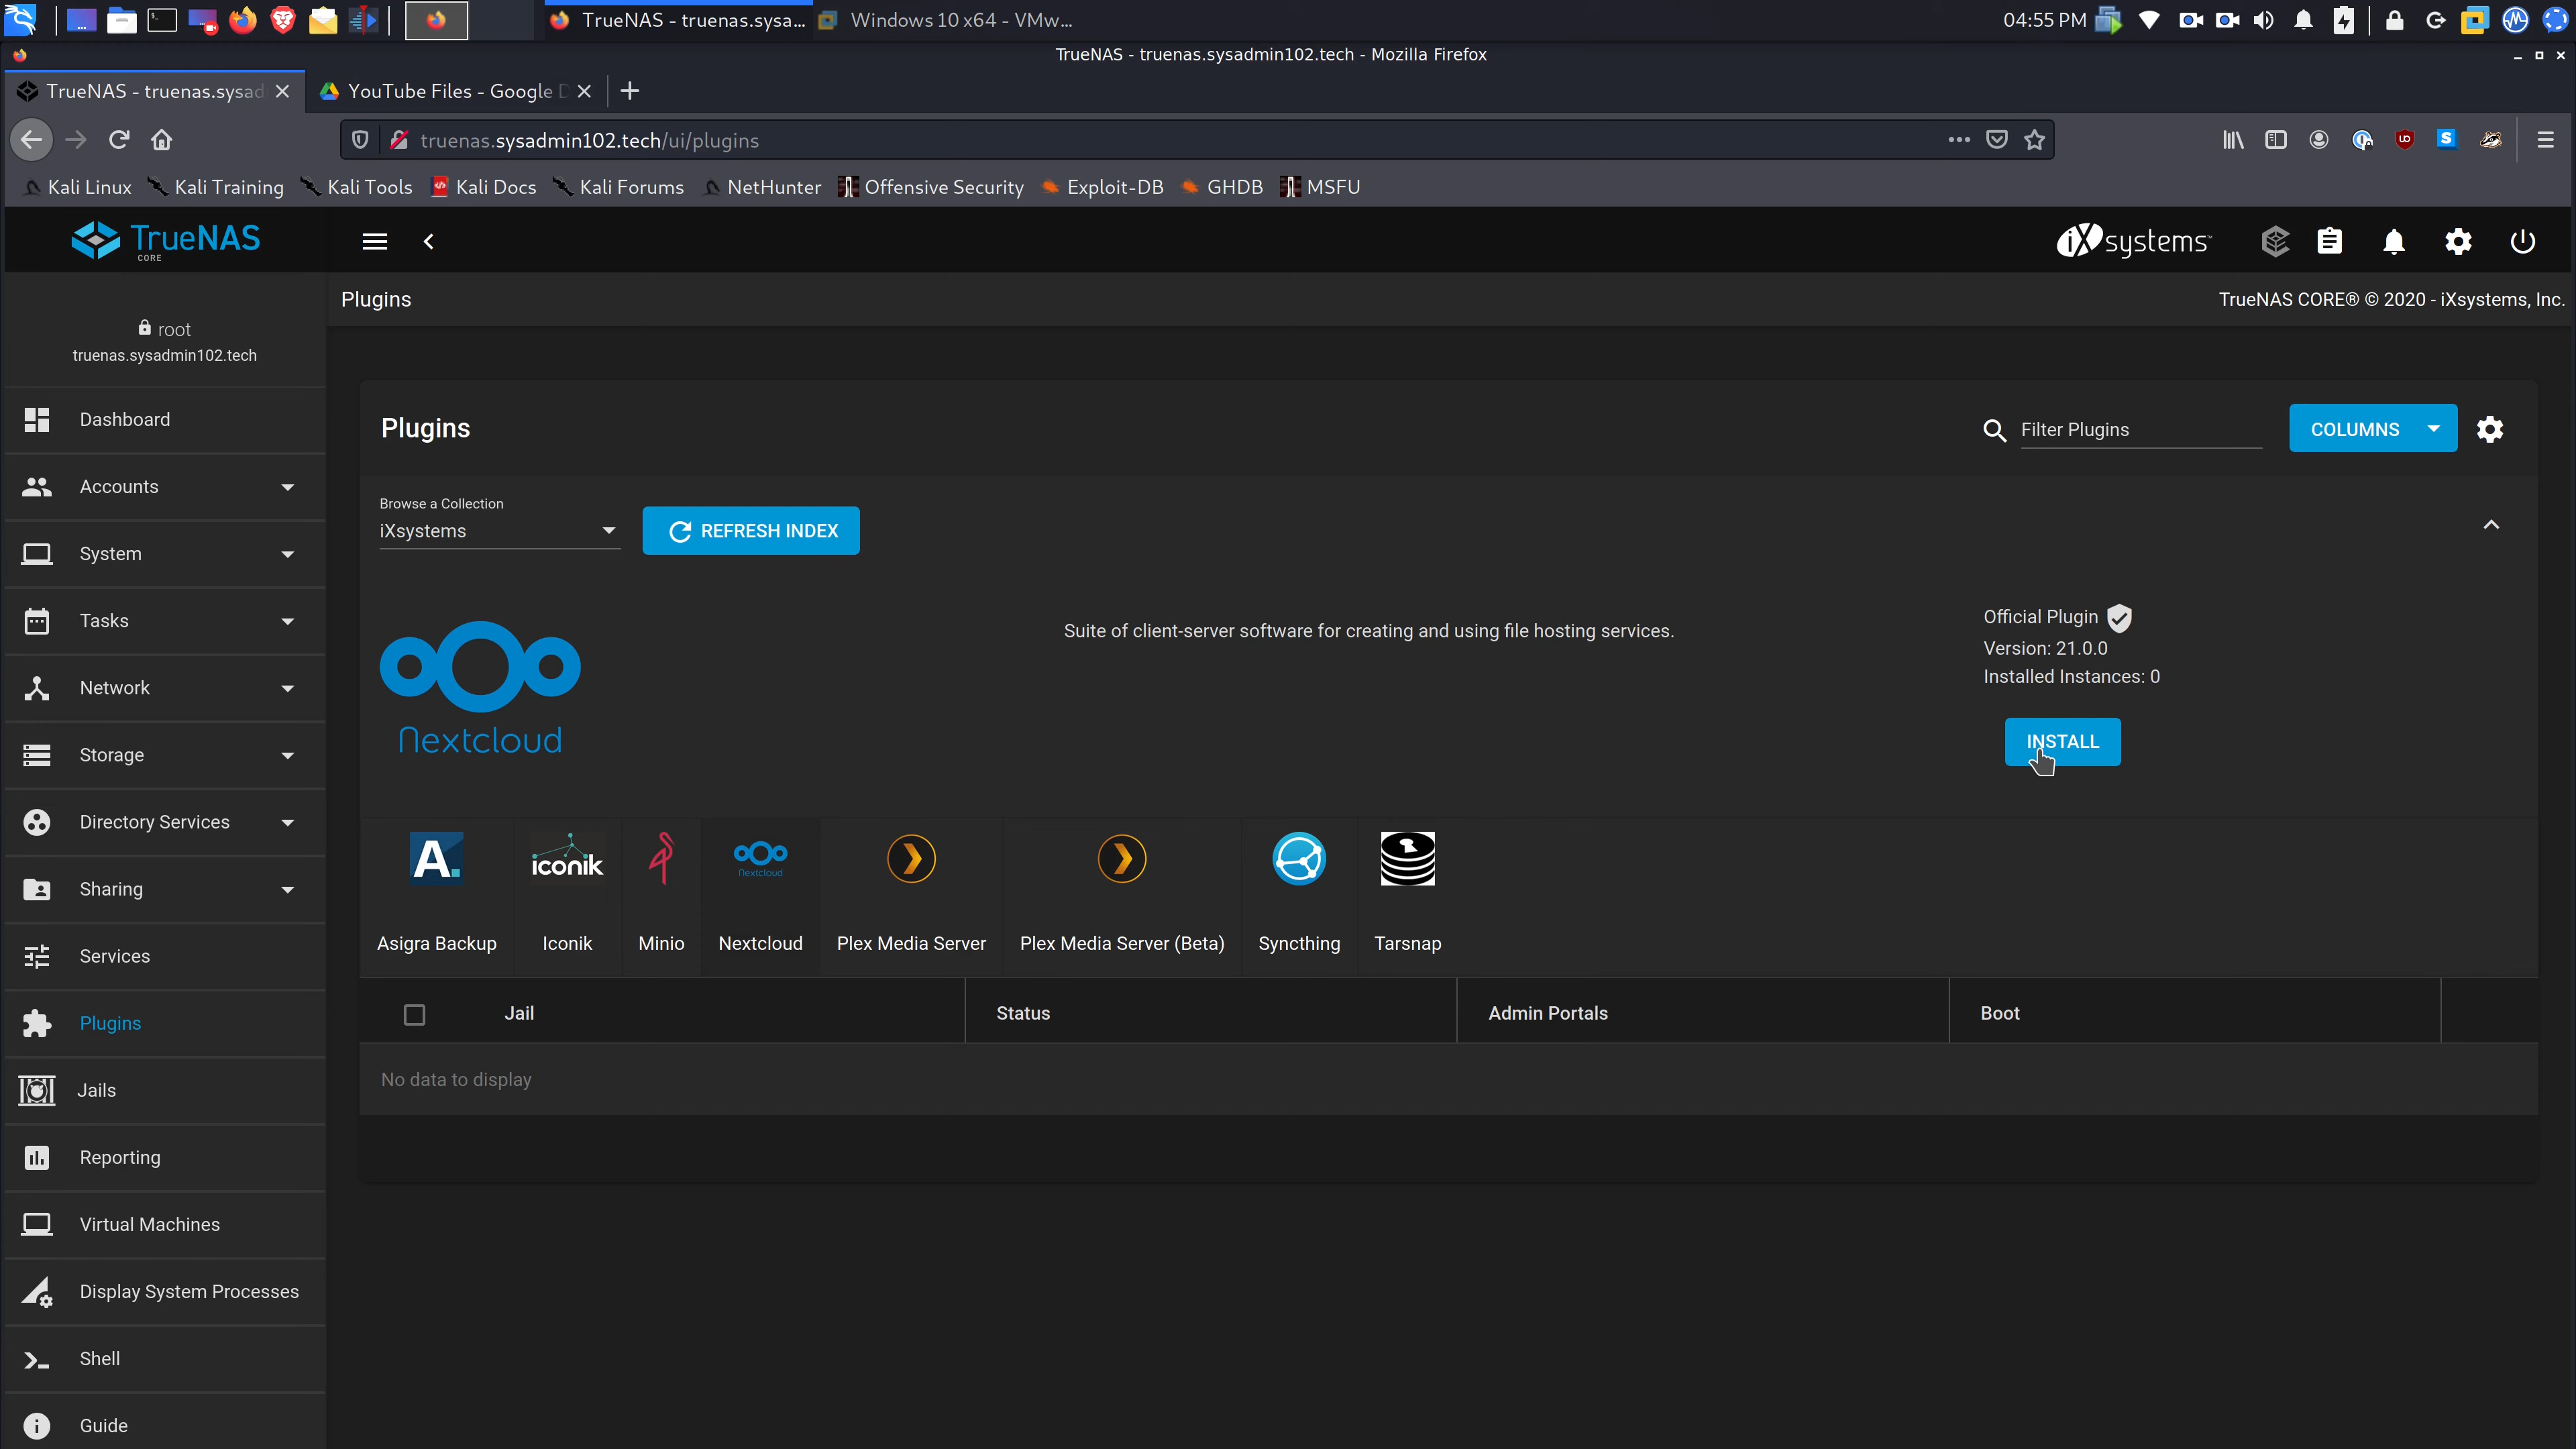 TrueNAS - truenas.sysa...
Windows 10 x64 - VMw...
04:55 PM
TrueNAS - truenas.sysadmin102.tech - Mozilla Firefox
TrueNAS - truenas.sysad
YouTube Files - Google D
truenas.sysadmin102.tech/ui/plugins
Kali Linux
Kali Training
Kali Tools
Kali Docs
Kali Forums
NetHunter
Offensive Security
Exploit-DB
GHDB
MSFU
TrueNAS
CORE
iXsystems™
Plugins
TrueNAS CORE® © 2020 - iXsystems, Inc.
root
truenas.sysadmin102.tech
Dashboard
Accounts
System
Tasks
Network
Storage
Directory Services
Sharing
Services
Plugins
Jails
Reporting
Virtual Machines
Display System Processes
Shell
Guide
Plugins
Filter Plugins
COLUMNS
Browse a Collection
iXsystems
REFRESH INDEX
Nextcloud
Suite of client-server software for creating and using file hosting services.
Official Plugin
Version: 21.0.0
Installed Instances: 0
INSTALL
A.
iconik
Nextcloud
Asigra Backup
Iconik
Minio
Nextcloud
Plex Media Server
Plex Media Server (Beta)
Syncthing
Tarsnap
Jail
Status
Admin Portals
Boot
No data to display